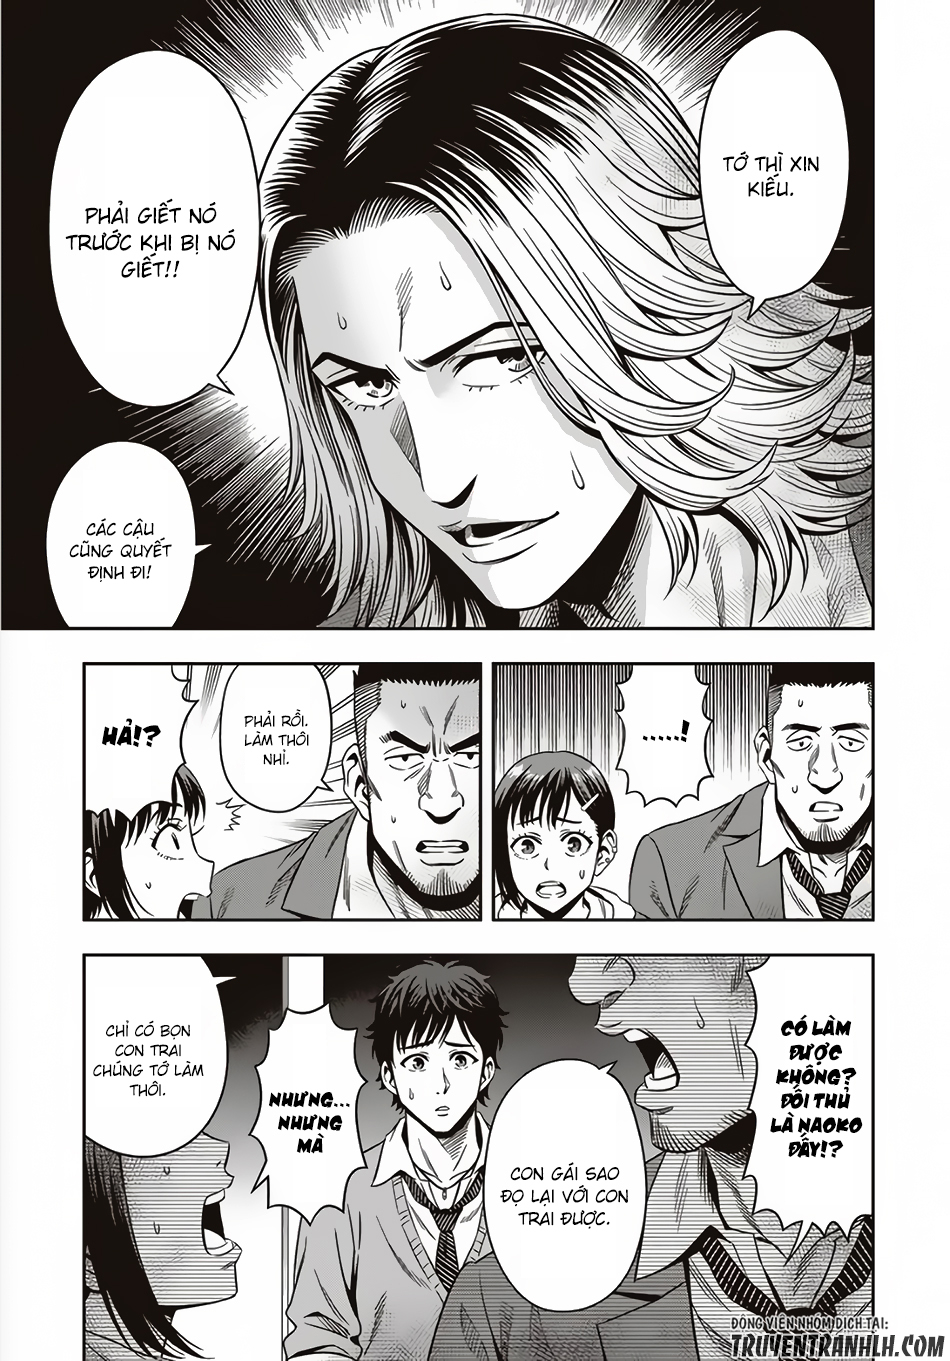 TỚ THÌ XIN
KIẾU.
PHẢI GIẾT NÓ
TRƯỚC KHI BỊ NÓ
GIẾT!!
CÁC CẬU
CŨNG QUYẾT
ĐỊNH ĐI!
......!
PHẢI RỒI.
LÀM THÔI
NHỈ.
HẢ!?
CÓ LÀM
ĐƯỢC
KHÔNG?
ĐỐI THỦ
LÀ NAOKO
ĐẤY!?
CON GÁI SAO
ĐỌ LẠI VỚI CON
TRAI ĐƯỢC.
NHƯNG...
NHƯNG
MÀ
CHỈ CÓ BỌN
CON TRAI
CHÚNG TỚ LÀM
THÔI.
ĐỘNG VIÊN NHÓM DỊCH TẠI:
TRUYENTRANHLH.COM